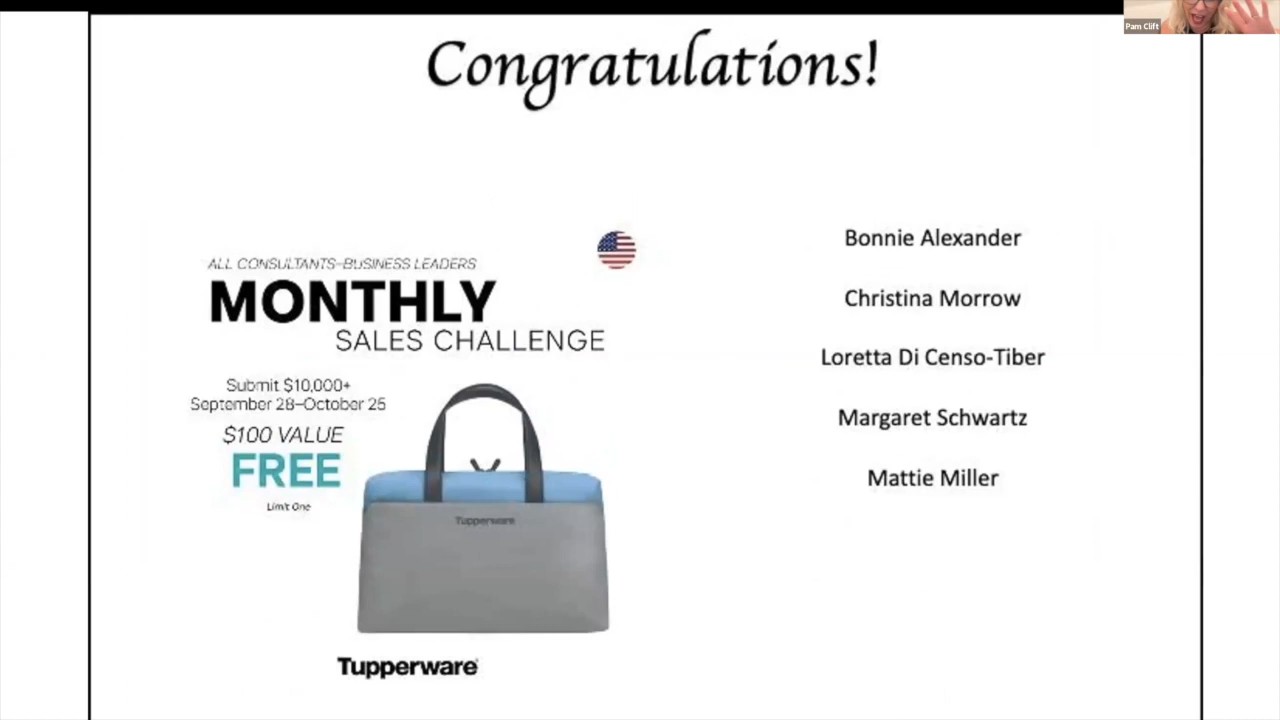 Congratulations!
Pam Clift
ALL CONSULTANTS–BUSINESS LEADERS
MONTHLY
SALES CHALLENGE
Submit $10,000+
September 28–October 25
$100 VALUE
FREE
Limit One
Tupperware
Tupperware
Bonnie Alexander
Christina Morrow
Loretta Di Censo-Tiber
Margaret Schwartz
Mattie Miller